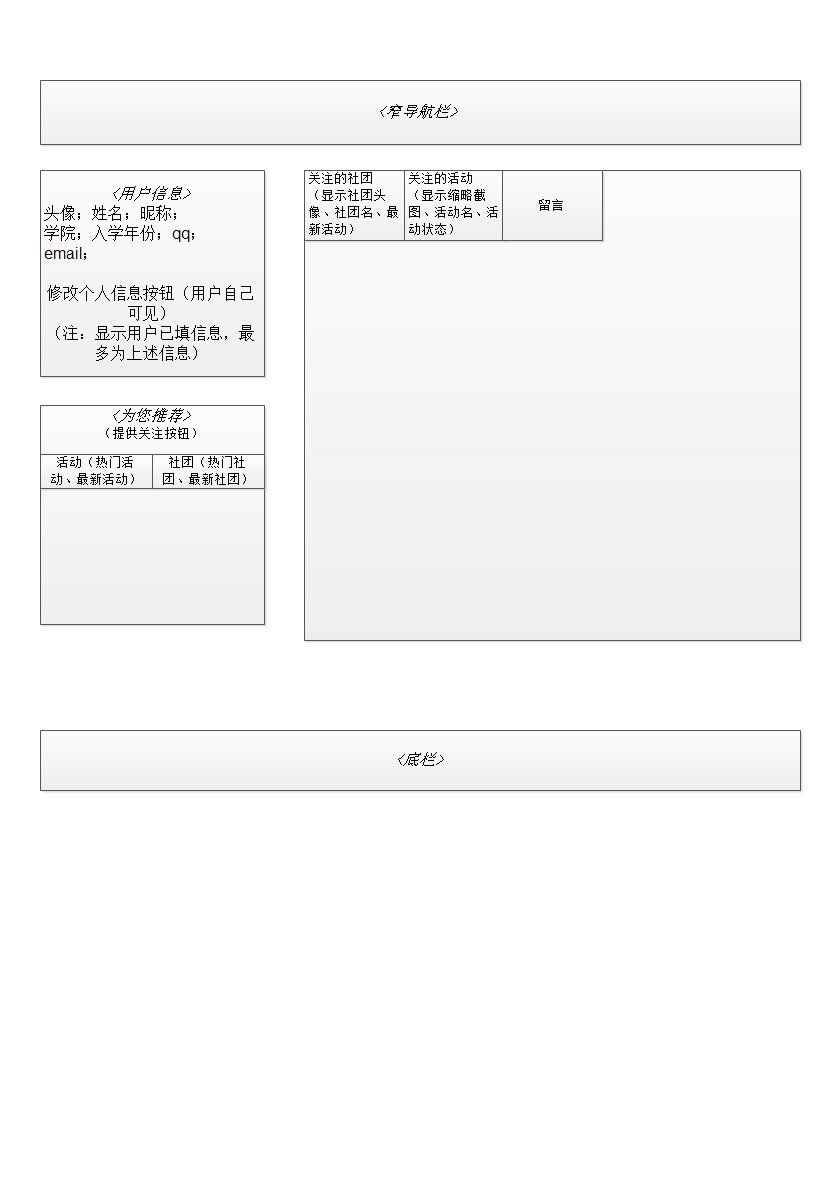 <窄导航栏>
<用户信息>
头像；姓名；昵称；
学院；入学年份；qq；
email；
修改个人信息按钮（用户自己
可见）
（注：显示用户已填信息，最
多为上述信息）
<为您推荐>
（提供关注按钮）
活动（热门活
动、最新活动）
社团（热门社
团、最新社团）
关注的社团
（显示社团头
像、社团名、最
新活动）
关注的活动
（显示缩略截
图、活动名、活
动状态）
留言
<底栏>